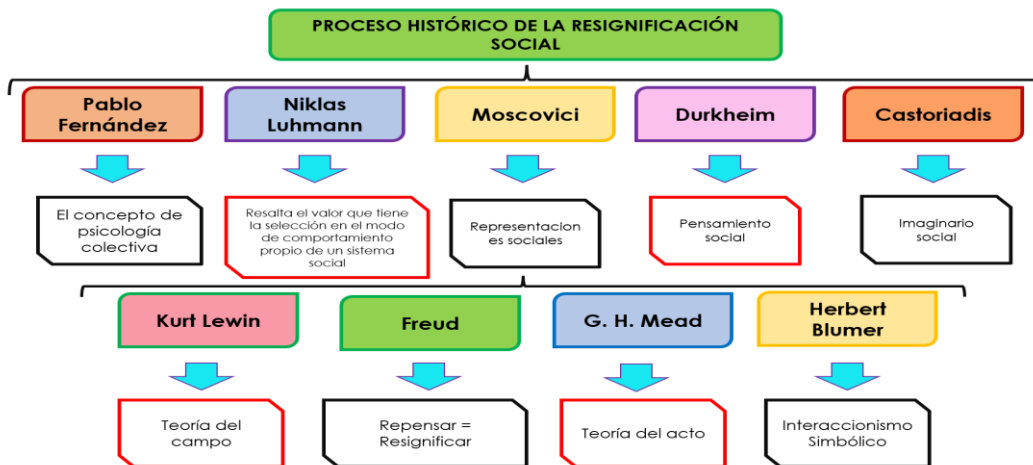 PROCESO HISTÓRICO DE LA RESIGNIFICACIÓN
SOCIAL
Pablo
Fernández
Niklas
Luhmann
Moscovici
Durkheim
Castoriadis
El concepto de
psicología
colectiva
Resalta el valor que tiene
la selección en el modo
de comportamiento
propio de un sistema
social
Representacion
es sociales
Pensamiento
social
Imaginario
social
Kurt Lewin
Freud
G. H. Mead
Herbert
Blumer
Teoría del
campo
Repensar =
Resignificar
Teoría del acto
Interaccionismo
Simbólico